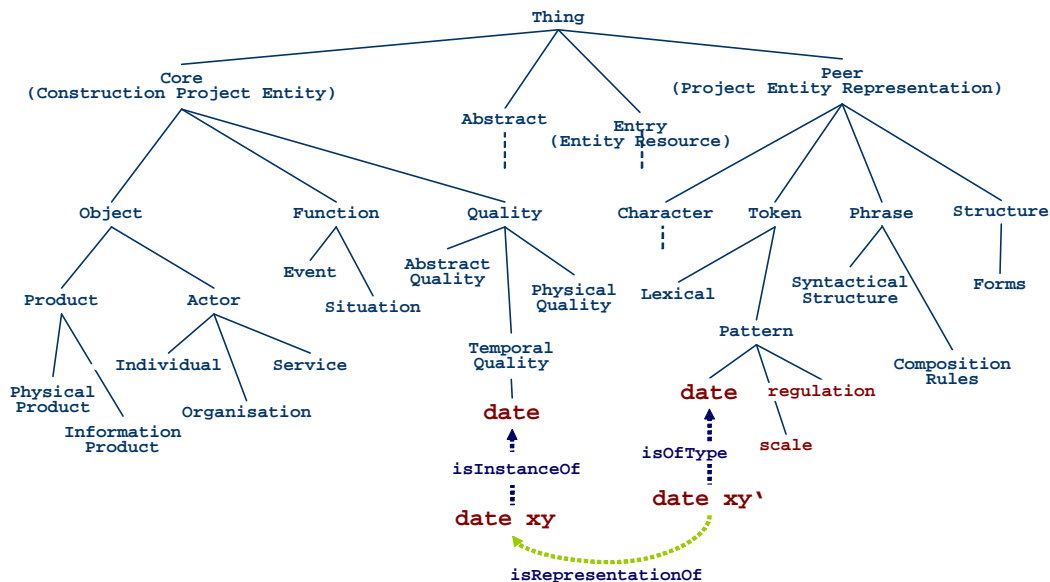 Thing
Core
(Construction Project Entity)
Peer
(Project Entity Representation)
Abstract
Entry
(Entity Resource)
Object
Function
Quality
Character
Token
Phrase
Structure
Event
Situation
Abstract
Quality
Physical
Quality
Lexical
Syntactical
Structure
Forms
Product
Actor
Pattern
Temporal
Quality
Individual
Service
Composition
Rules
Physical
Product
Organisation
Information
Product
date
date
regulation
scale
isInstanceOf
isOfType
date xy
date xy‘
isRepresentationOf